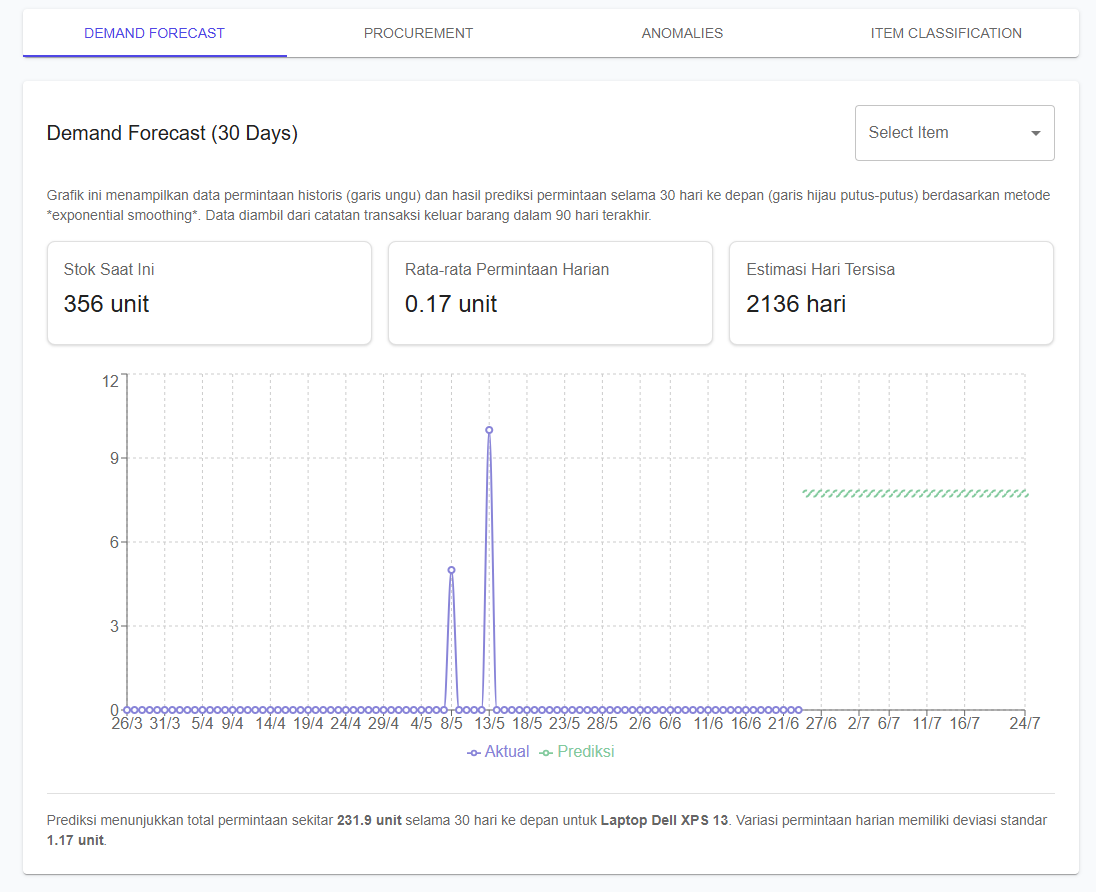 DEMAND FORECAST PROCUREMENT ANOMALIES ITEM CLASSIFICATION
Demand Forecast (30 Days)
Select Item
Grafik ini menampilkan data permintaan historis (garis ungu) dan hasil prediksi permintaan selama 30 hari ke depan (garis hijau putus-putus) berdasarkan metode
*exponential smoothing*. Data diambil dari catatan transaksi keluar barang dalam 90 hari terakhir.
Stok Saat Ini
356 unit
Rata-rata Permintaan Harian
0.17 unit
Estimasi Hari Tersisa
2136 hari
12
9
6
3
0
26/3 31/3 5/4 9/4 14/4 19/4 24/4 29/4 4/5 8/5 13/5 18/5 23/5 28/5 2/6 6/6 11/6 16/6 21/6 27/6 2/7 6/7 11/7 16/7 24/7
Aktual Prediksi
Prediksi menunjukkan total permintaan sekitar 231.9 unit selama 30 hari ke depan untuk Laptop Dell XPS 13. Variasi permintaan harian memiliki deviasi standar
1.17 unit.